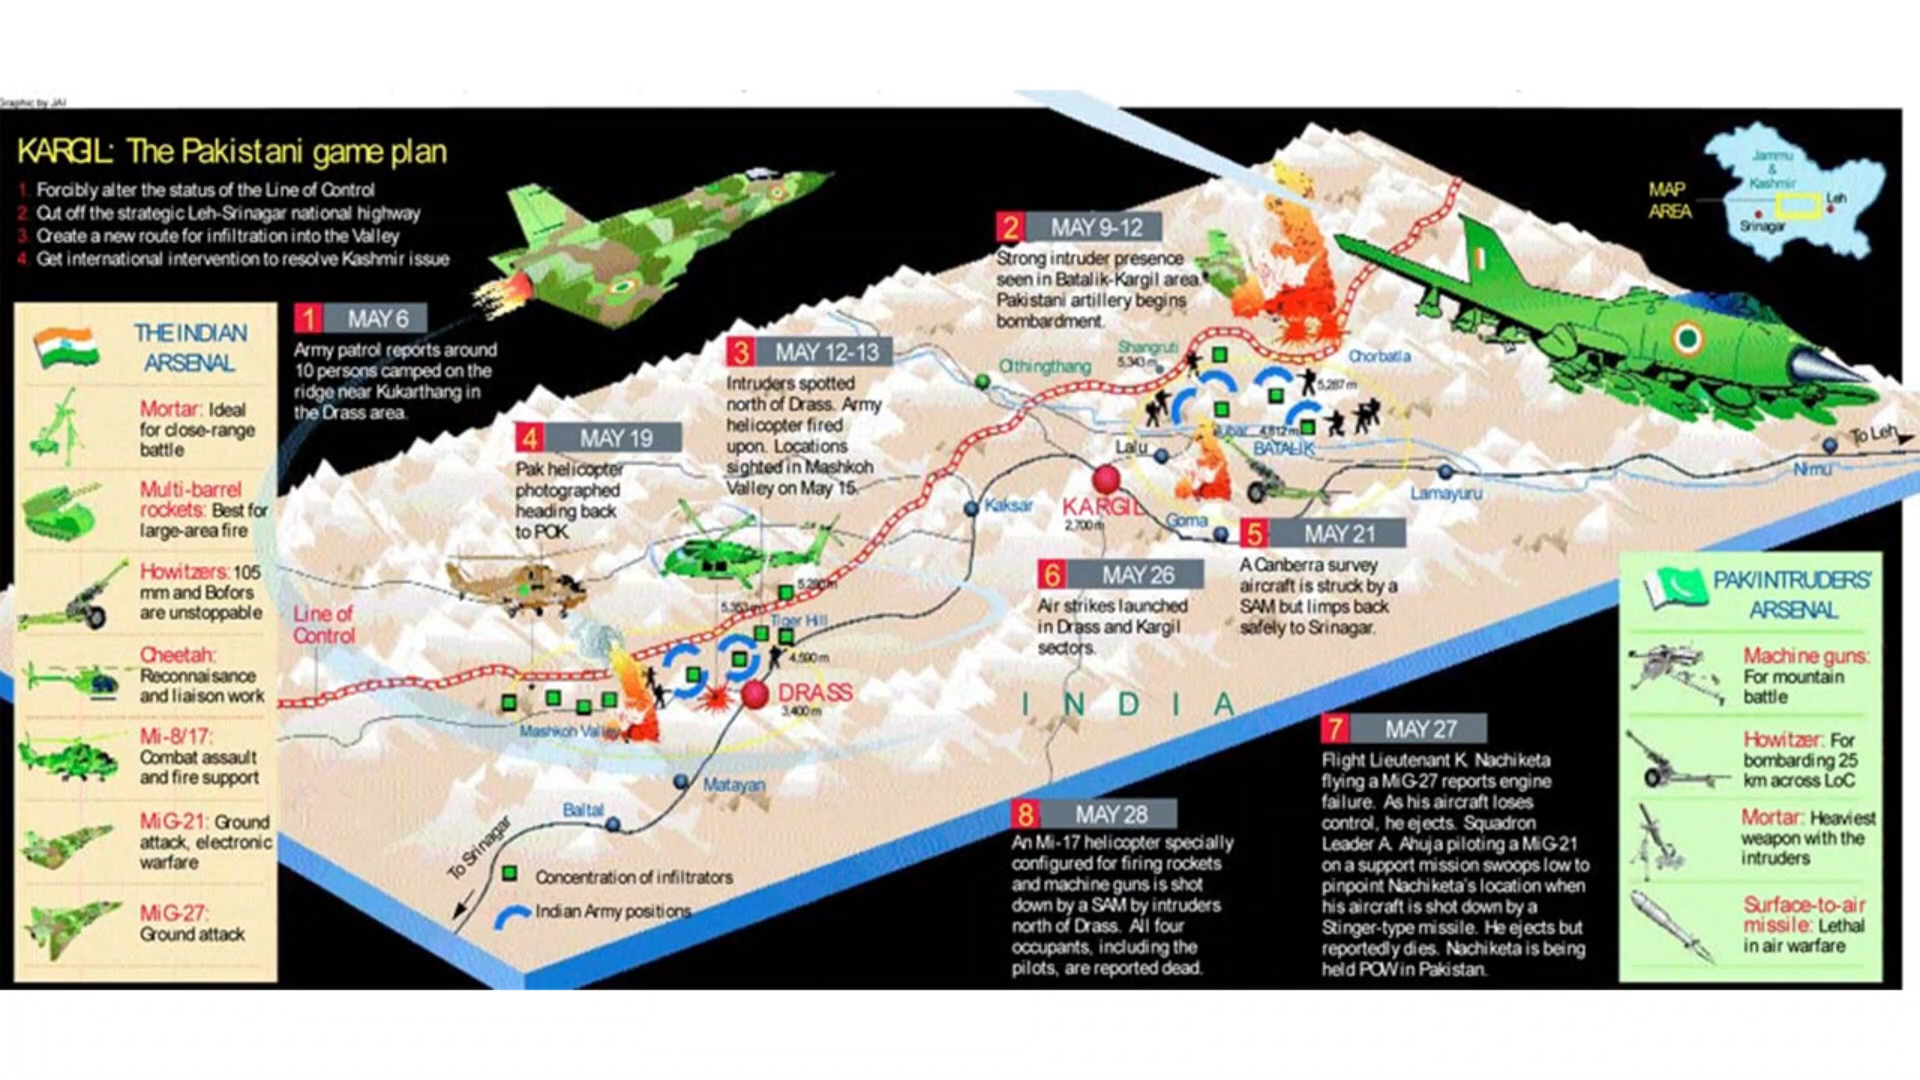 Graphic by JAI
KARGIL: The Pakistani game plan
1. Forcibly alter the status of the Line of Control
2. Cut off the strategic Leh-Srinagar national highway
3. Create a new route for infiltration into the Valley
4. Get international intervention to resolve Kashmir issue
THE INDIAN
ARSENAL
Mortar: Ideal
for close-range
battle
Multi-barrel
rockets: Best for
large-area fire
Howitzers: 105
mm and Bofors
are unstoppable
Cheetah:
Reconnaisance
and liaison work
Mi-8/17:
Combat assault
and fire support
MiG-21: Ground
attack, electronic
warfare
MiG-27:
Ground attack
1 MAY 6
Army patrol reports around
10 persons camped on the
ridge near Kukarthang in
the Drass area.
2 MAY 9-12
Strong intruder presence
seen in Batalik-Kargil area.
Pakistani artillery begins
bombardment.
3 MAY 12-13
Intruders spotted
north of Drass. Army
helicopter fired
upon. Locations
sighted in Mashkoh
Valley on May 15.
4 MAY 19
Pak helicopter
photographed
heading back
to POK
5 MAY 21
A Canberra survey
aircraft is struck by a
SAM but limps back
safely to Srinagar.
6 MAY 26
Air strikes launched
in Drass and Kargil
sectors.
7 MAY 27
Flight Lieutenant K. Nachiketa
flying a MiG-27 reports engine
failure. As his aircraft loses
control, he ejects. Squadron
Leader A. Ahuja piloting a MiG-21
on a support mission swoops low to
pinpoint Nachiketa's location when
his aircraft is shot down by a
Stinger-type missile. He ejects but
reportedly dies. Nachiketa is being
held POW in Pakistan.
8 MAY 28
An Mi-17 helicopter specially
configured for firing rockets
and machine guns is shot
down by a SAM by intruders
north of Drass. All four
occupants, including the
pilots, are reported dead.
MAP
AREA
Jammu
&
Kashmir
Leh
Srinagar
Olthingthang
Shangruti
5,343 m
Chorbatla
5,287 m
4,812 m
Lalu
BATALIK
KARGIL
2,700 m
Goma
Kaksar
Lamayuru
Nimu
To Leh
Line of
Control
Tiger Hill
4,590 m
DRASS
3,400 m
Mashkoh Valley
Matayan
Baltal
To Srinagar
INDIA
Concentration of infiltrators
Indian Army positions
PAK/INTRUDERS'
ARSENAL
Machine guns:
For mountain
battle
Howitzer: For
bombarding 25
km across LoC
Mortar: Heaviest
weapon with the
intruders
Surface-to-air
missile: Lethal
in air warfare